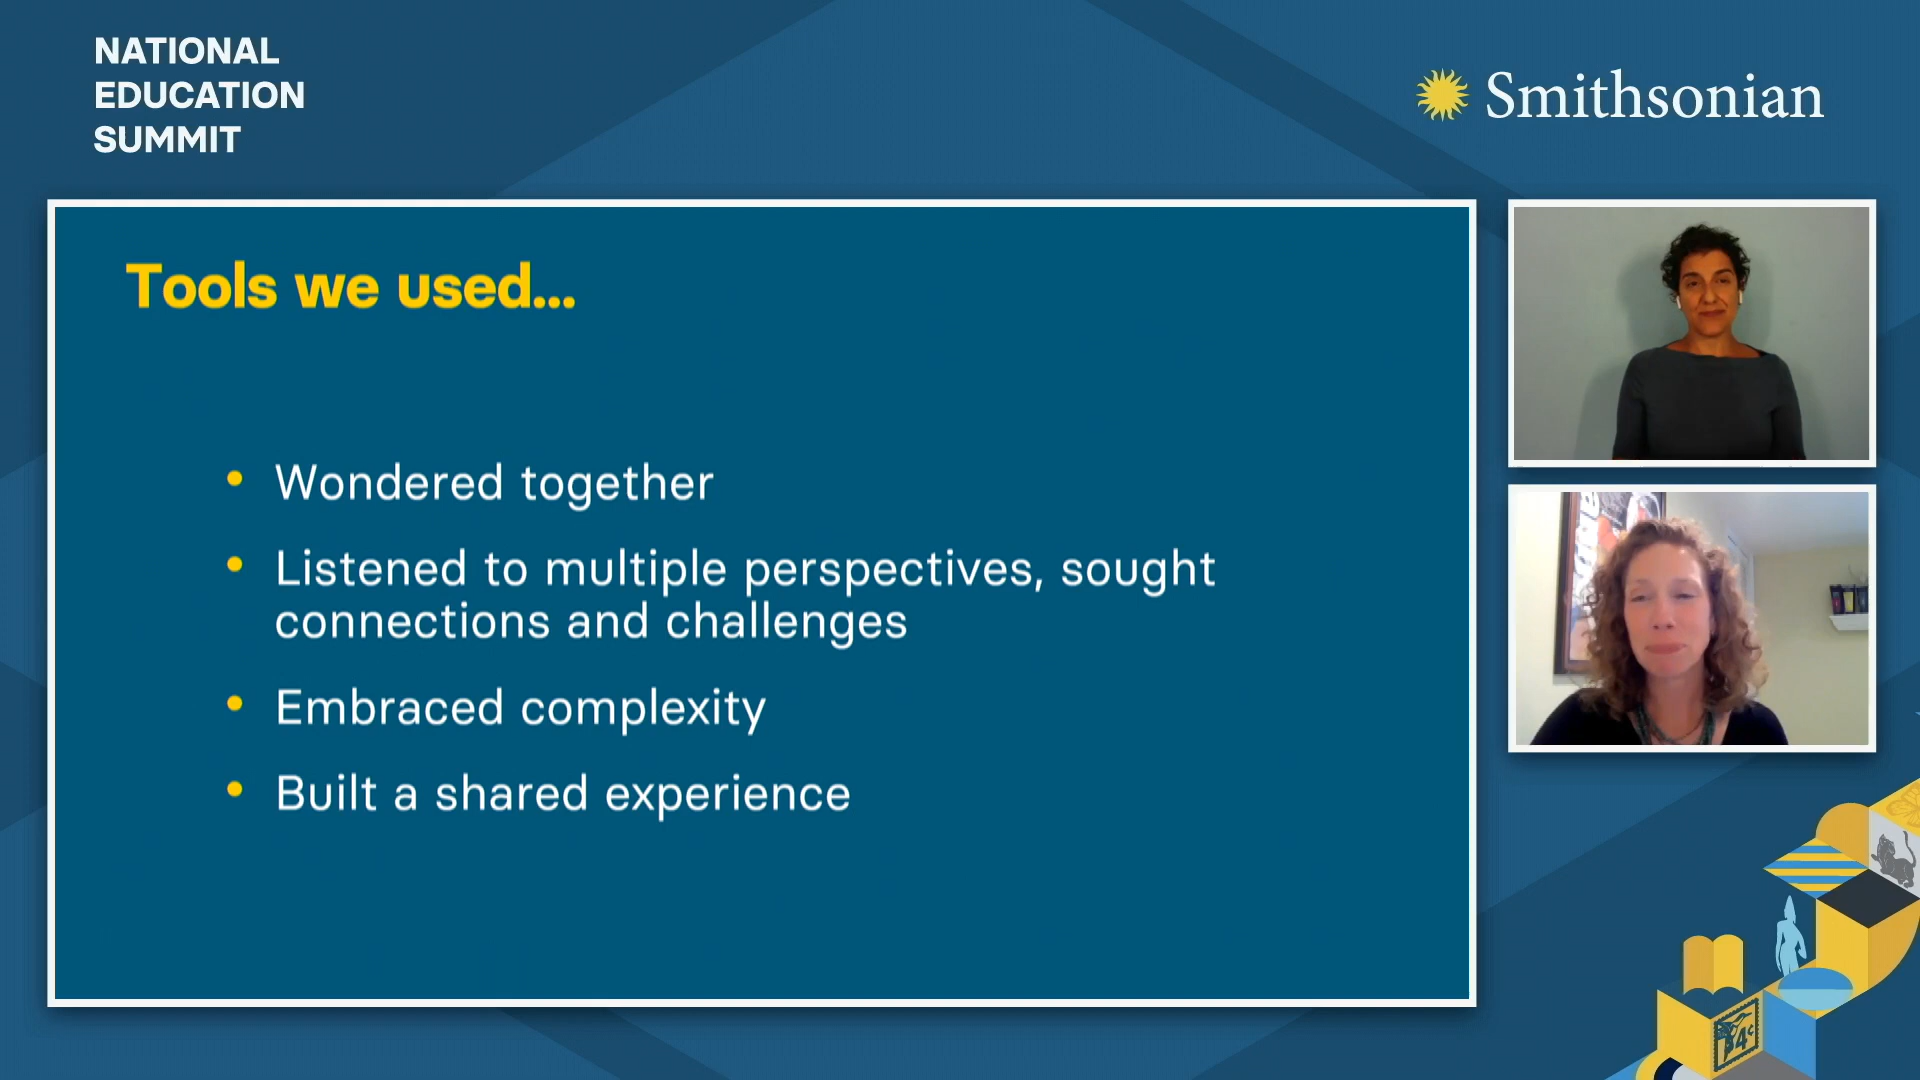 NATIONAL
EDUCATION
SUMMIT
Smithsonian
Tools we used...
• Wondered together
• Listened to multiple perspectives, sought
connections and challenges
• Embraced complexity
• Built a shared experience
4¢